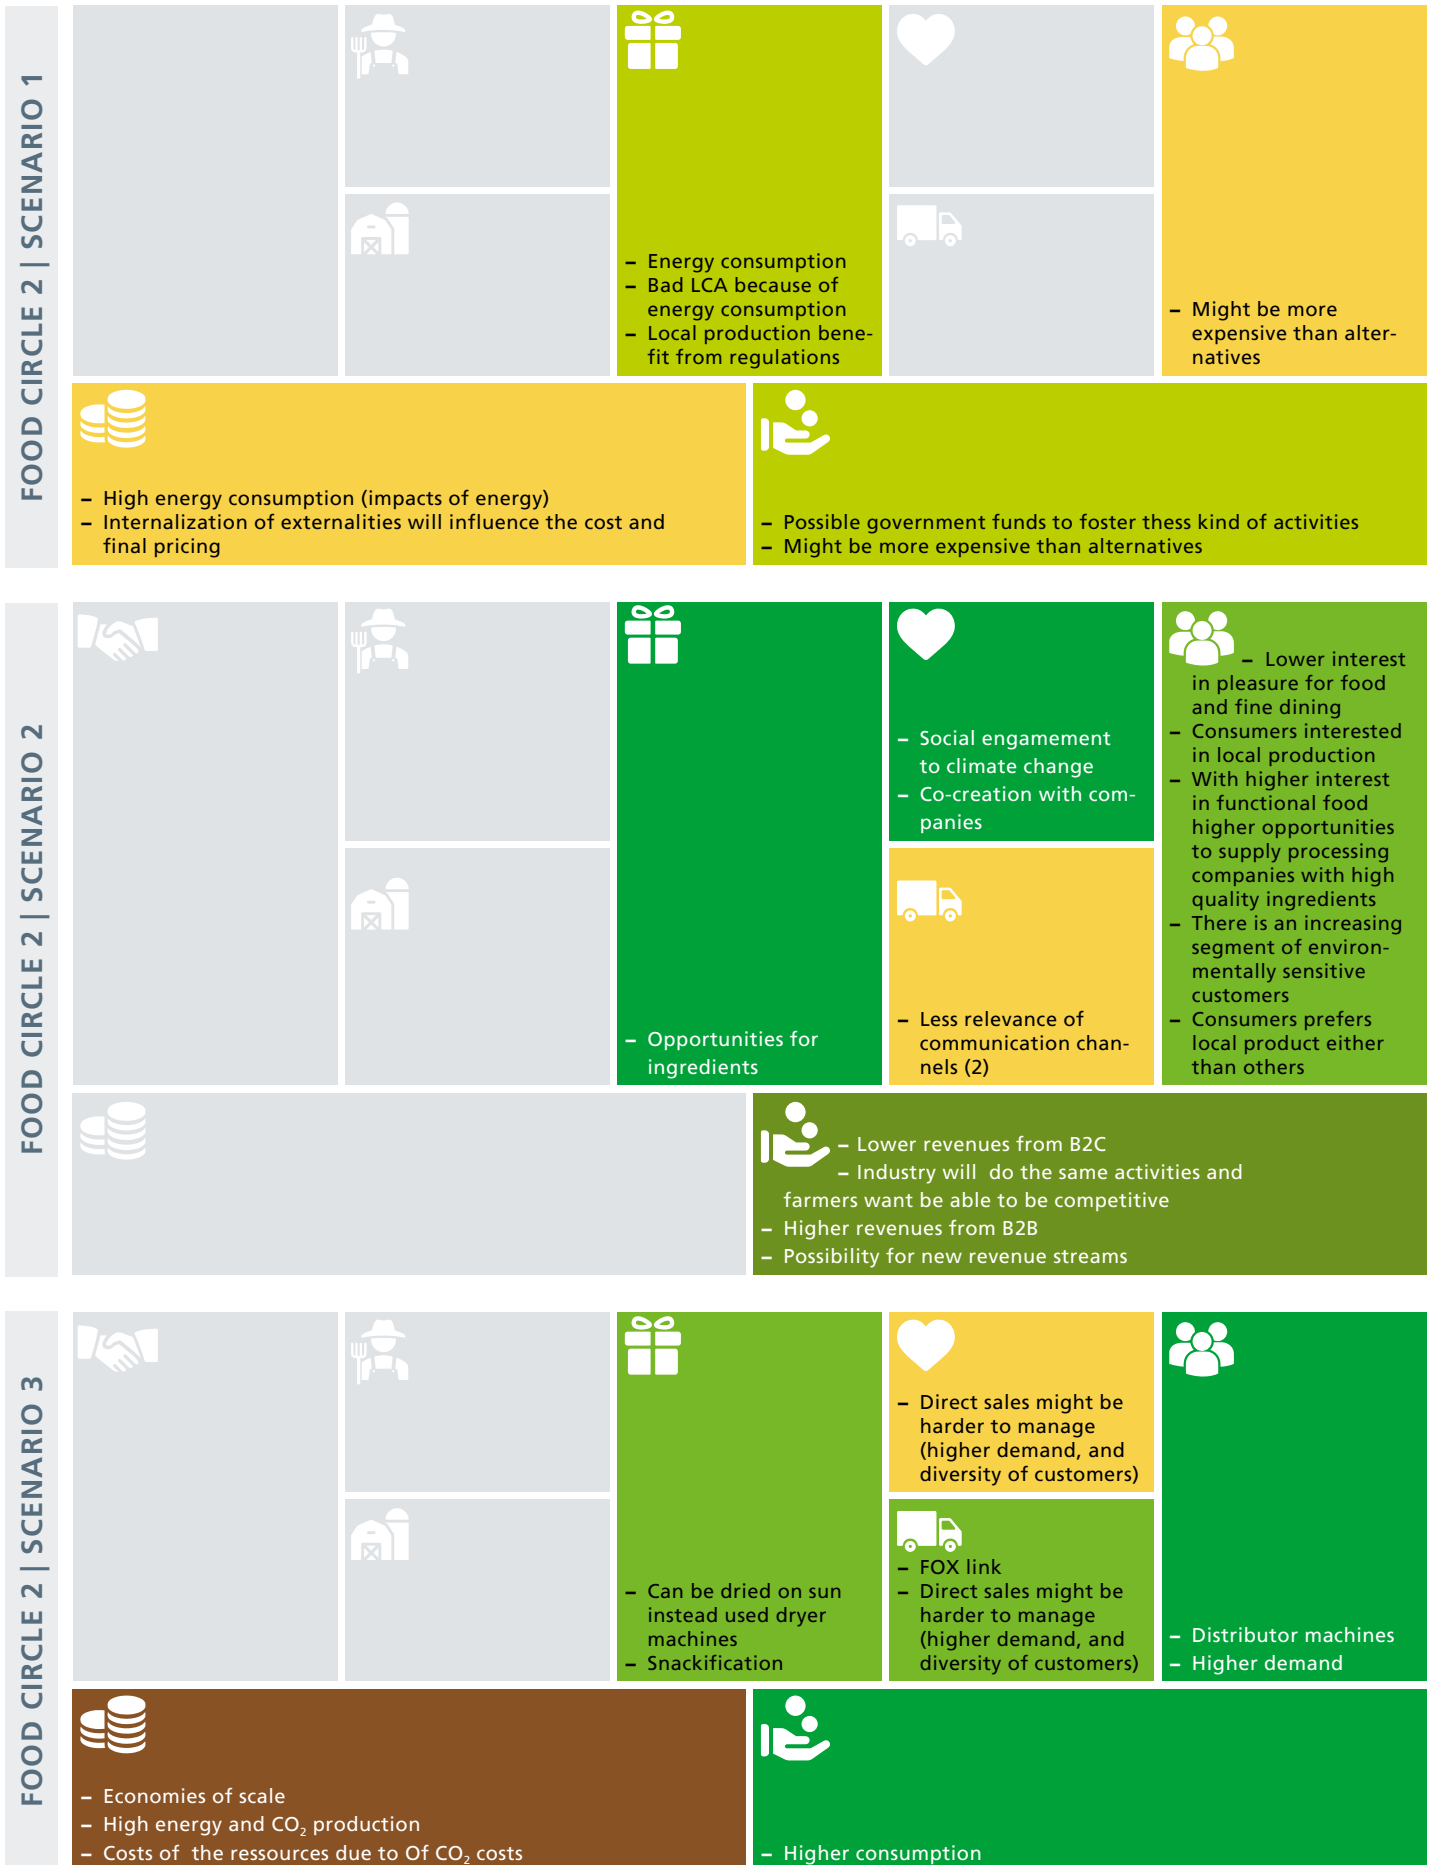 FOOD CIRCLE 2 | SCENARIO 1
– Energy consumption
– Bad LCA because of
energy consumption
– Local production bene-
fit from regulations
– Might be more
expensive than alter-
natives
– High energy consumption (impacts of energy)
– Internalization of externalities will influence the cost and
final pricing
– Possible government funds to foster thess kind of activities
– Might be more expensive than alternatives
FOOD CIRCLE 2 | SCENARIO 2
– Opportunities for
ingredients
– Social engamement
to climate change
– Co-creation with com-
panies
– Less relevance of
communication chan-
nels (2)
– Lower interest
in pleasure for food
and fine dining
– Consumers interested
in local production
– With higher interest
in functional food
higher opportunities
to supply processing
companies with high
quality ingredients
– There is an increasing
segment of environ-
mentally sensitive
customers
– Consumers prefers
local product either
than others
– Lower revenues from B2C
– Industry will do the same activities and
farmers want be able to be competitive
– Higher revenues from B2B
– Possibility for new revenue streams
FOOD CIRCLE 2 | SCENARIO 3
– Can be dried on sun
instead used dryer
machines
– Snackification
– Direct sales might be
harder to manage
(higher demand, and
diversity of customers)
– FOX link
– Direct sales might be
harder to manage
(higher demand, and
diversity of customers)
– Distributor machines
– Higher demand
– Economies of scale
– High energy and CO₂ production
– Costs of the ressources due to Of CO₂ costs
– Higher consumption